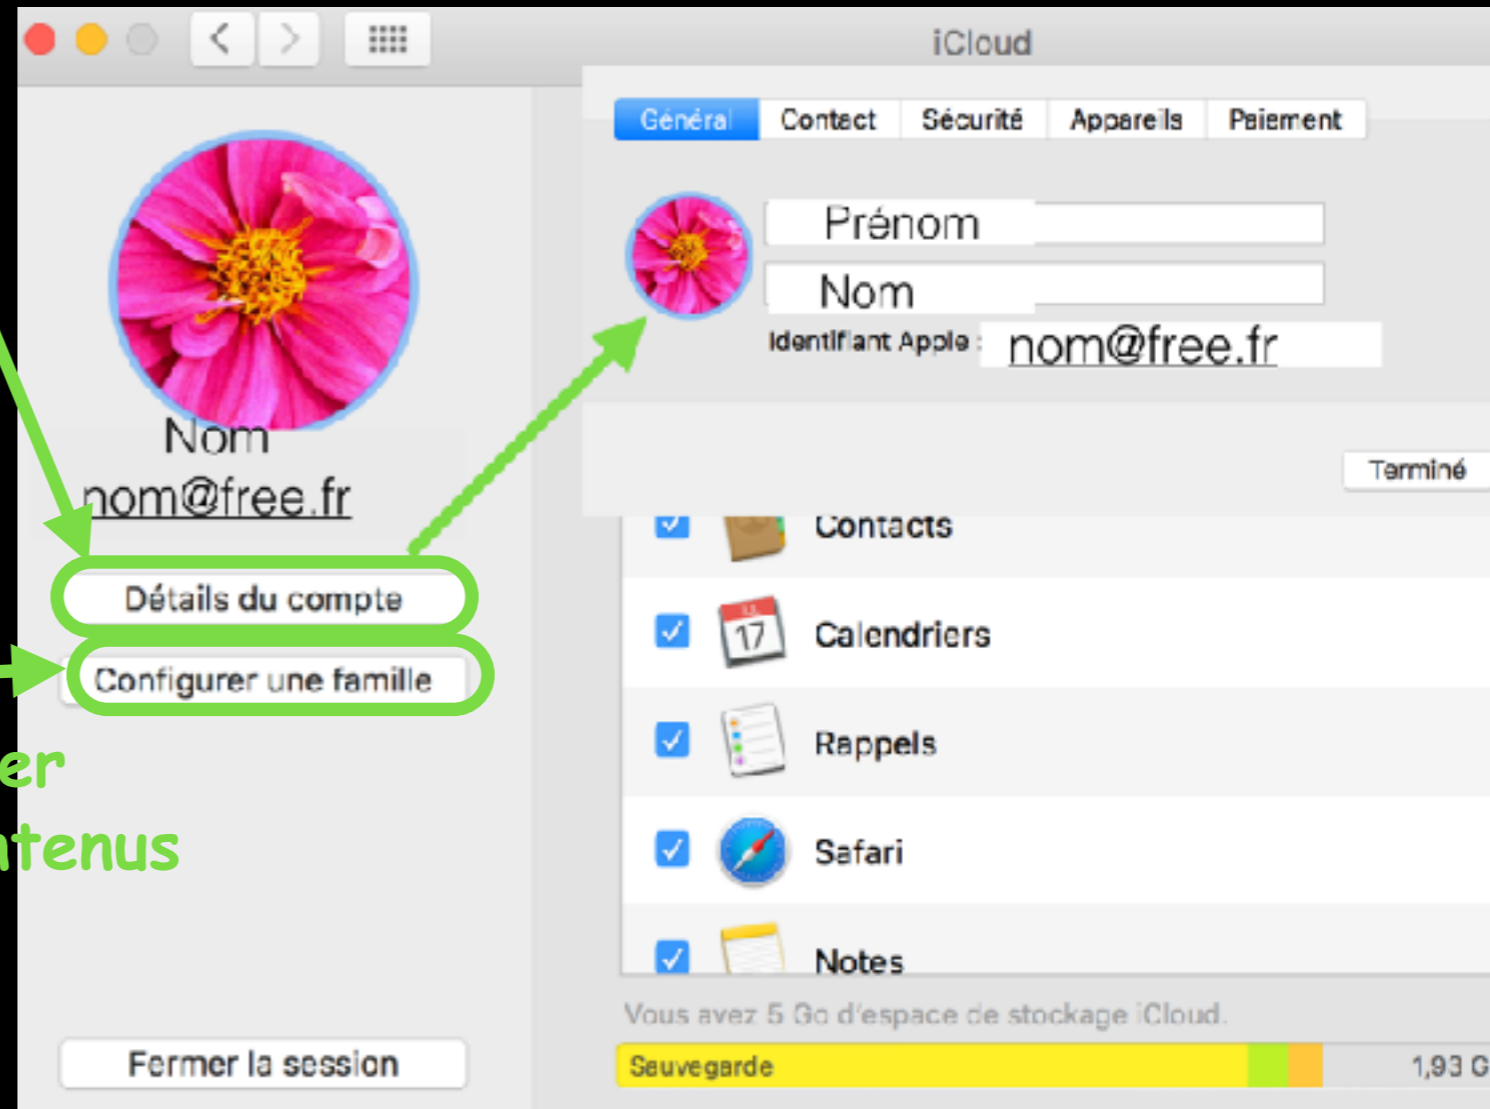 iCloud
Général Contact Sécurité Appareils Paiement
Prénom
Nom
Identifiant Apple : nom@free.fr
Terminé
Nom
nom@free.fr
Détails du compte
Configurer une famille
Fermer la session
Contacts
17
Calendriers
Rappels
Safari
Notes
Vous avez 5 Go d'espace de stockage iCloud.
Sauvegarde 1,93 G